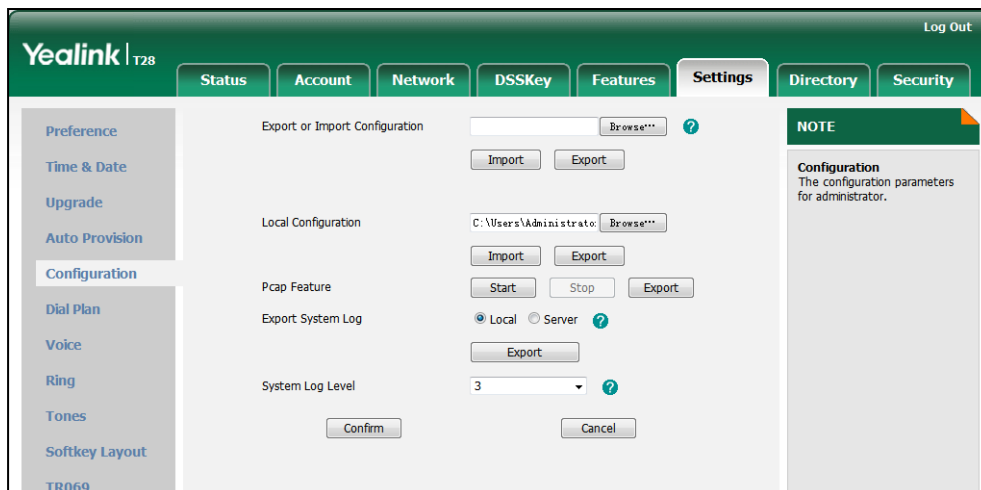 Log Out
Yealink T28
Status Account Network DSSKey Features Settings Directory Security
Preference
Time & Date
Upgrade
Auto Provision
Configuration
Dial Plan
Voice
Ring
Tones
Softkey Layout
TR069
Export or Import Configuration Browse··· ?
Import Export
Local Configuration C:\Users\Administrato: Browse···
Import Export
Pcap Feature Start Stop Export
Export System Log Local Server ?
Export
System Log Level 3 ?
Confirm Cancel
NOTE
Configuration
The configuration parameters
for administrator.